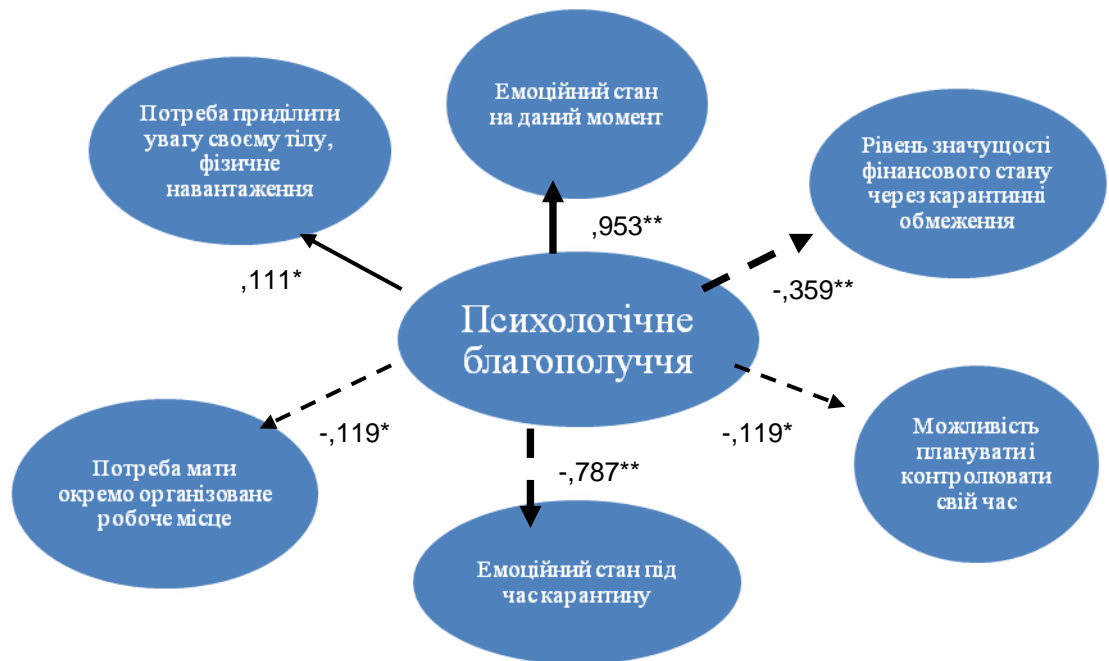 Потреба приділити
увагу своєму тілу,
фізичне
навантаження
Емоційний стан
на даний момент
Рівень значущості
фінансового стану
через карантинні
обмеження
,953**
,111*
-,359**
Психологічне
благополуччя
-,119*
-,119*
-,787**
Потреба мати
окремо організоване
робоче місце
Можливість
планувати і
контролювати
свій час
Емоційний стан під
час карантину